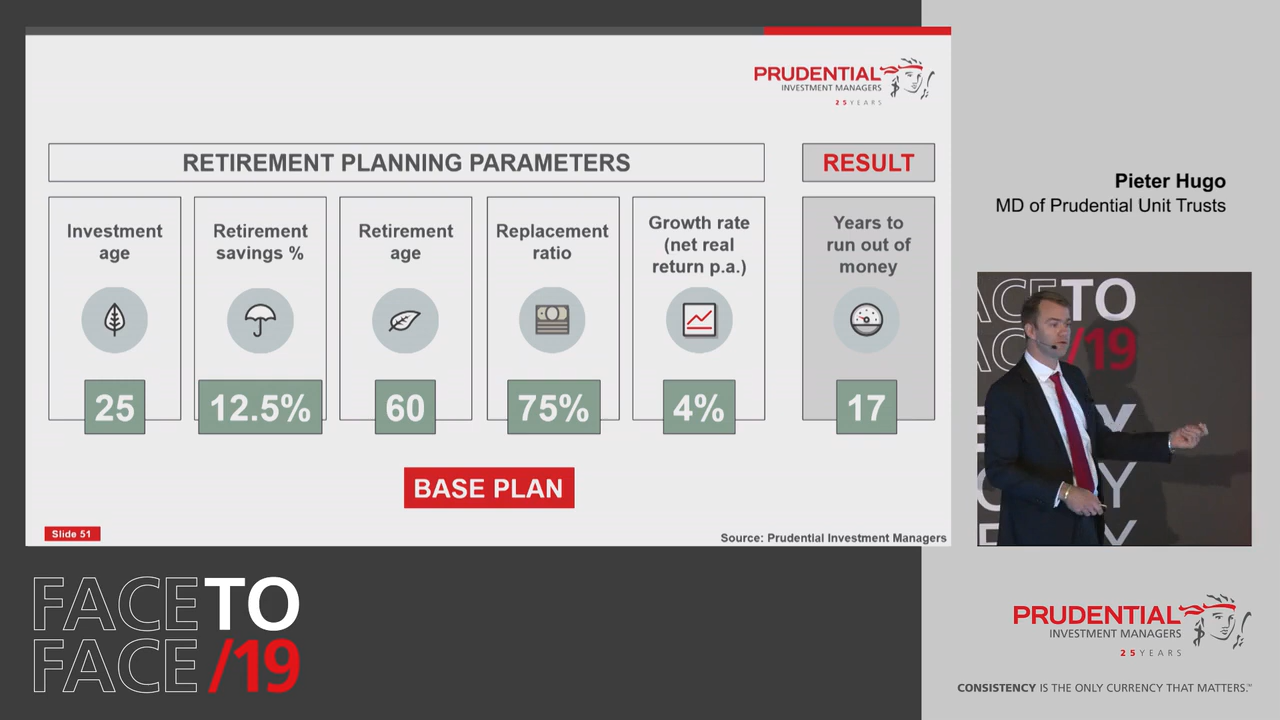 PRUDENTIAL
INVESTMENT MANAGERS
25 YEARS
RETIREMENT PLANNING PARAMETERS
RESULT
Investment
age
25
Retirement
savings %
12.5%
Retirement
age
60
Replacement
ratio
75%
Growth rate
(net real
return p.a.)
4%
Years to
run out of
money
17
BASE PLAN
Slide 51
Source: Prudential Investment Managers
Pieter Hugo
MD of Prudential Unit Trusts
TO
/19
FACE TO
FACE /19
PRUDENTIAL
INVESTMENT MANAGERS
25 YEARS
CONSISTENCY IS THE ONLY CURRENCY THAT MATTERS.™